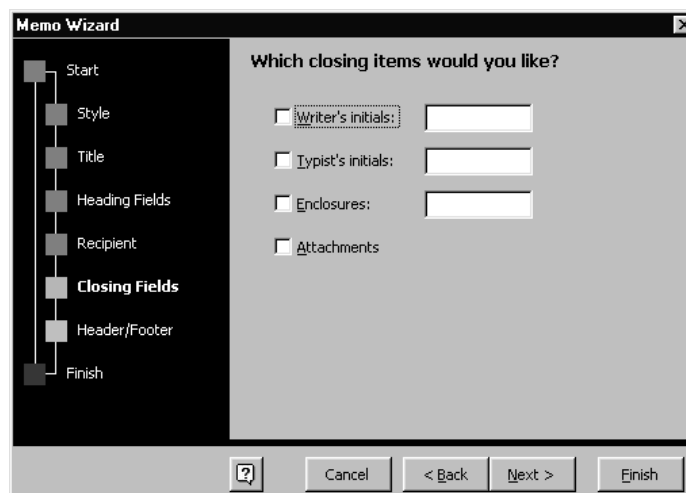 Memo Wizard
Start
Style
Title
Heading Fields
Recipient
Closing Fields
Header/Footer
Finish
Which closing items would you like?
Writer's initials:
Typist's initials:
Enclosures:
Attachments
? Cancel < Back Next > Finish